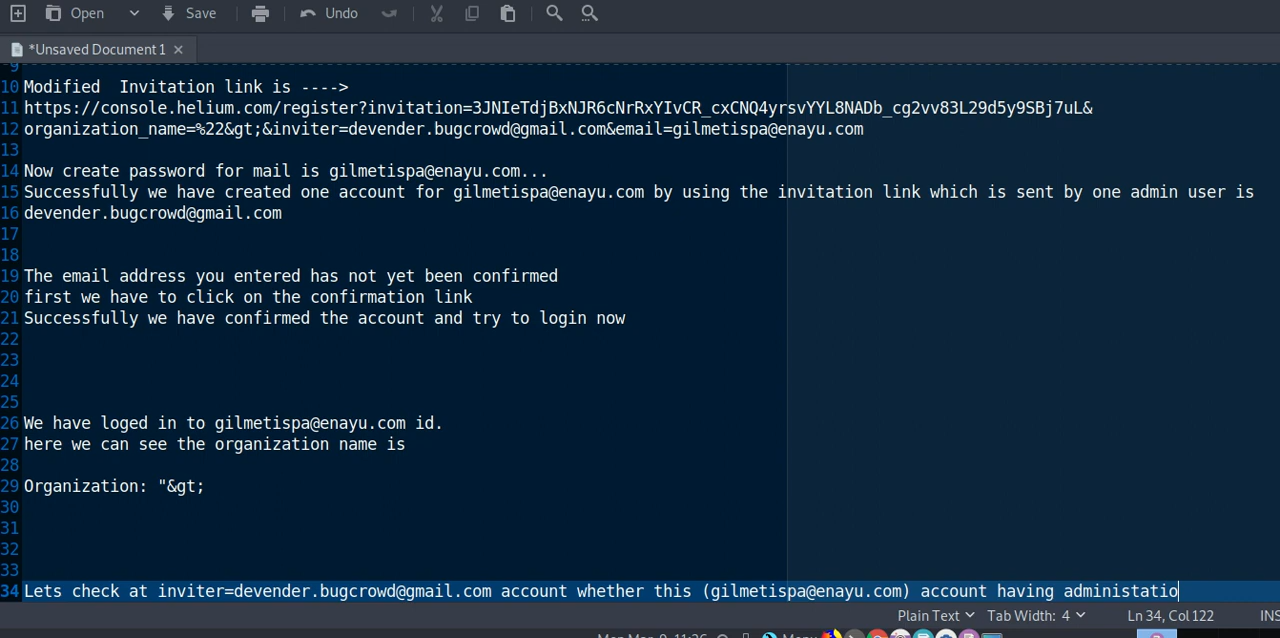 Open Save Undo
*Unsaved Document 1
9
10 Modified  Invitation link is ---->
11 https://console.helium.com/register?invitation=3JNIeTdjBxNJR6cNrRxYIvCR_cxCNQ4yrsvYYL8NADb_cg2vv83L29d5y9SBj7uL&
12 organization_name=%22&gt;&inviter=devender.bugcrowd@gmail.com&email=gilmetispa@enayu.com
13
14 Now create password for mail is gilmetispa@enayu.com...
15 Successfully we have created one account for gilmetispa@enayu.com by using the invitation link which is sent by one admin user is
16 devender.bugcrowd@gmail.com
17
18
19 The email address you entered has not yet been confirmed
20 first we have to click on the confirmation link
21 Successfully we have confirmed the account and try to login now
22
23
24
25
26 We have loged in to gilmetispa@enayu.com id.
27 here we can see the organization name is
28
29 Organization: "&gt;
30
31
32
33
34 Lets check at inviter=devender.bugcrowd@gmail.com account whether this (gilmetispa@enayu.com) account having administatio
Plain Text Tab Width: 4 Ln 34, Col 122 INS